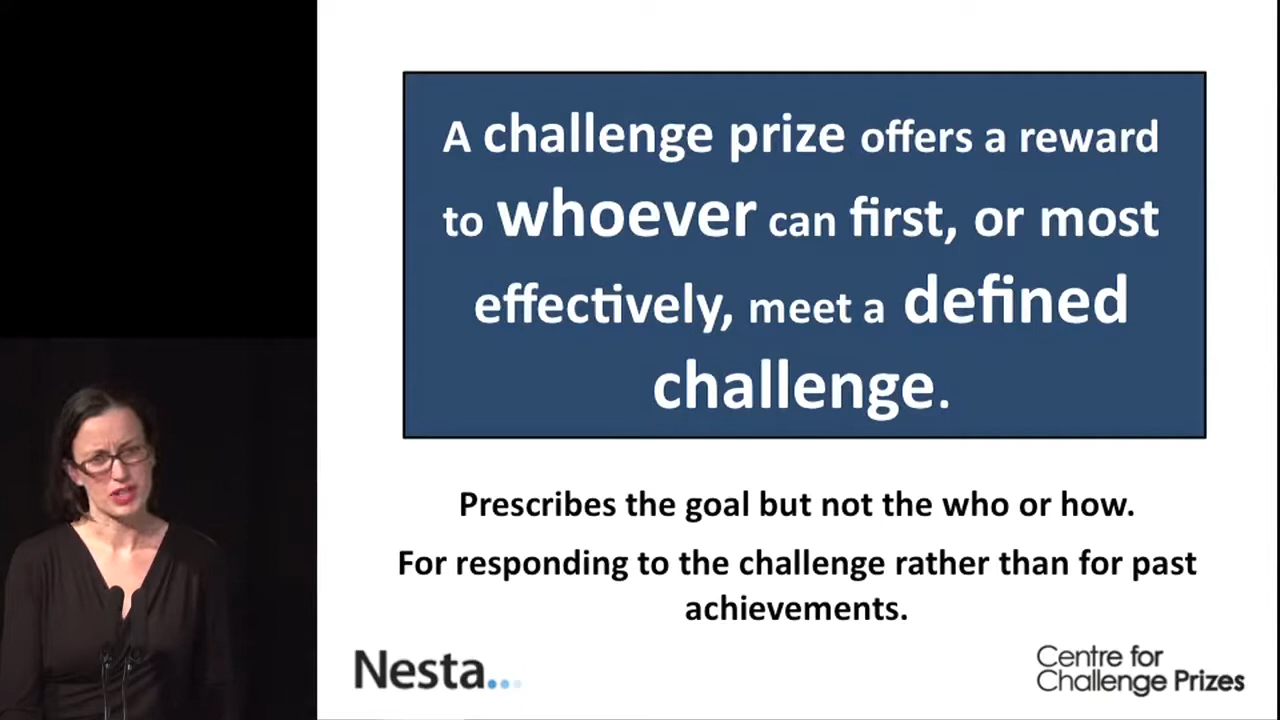 A challenge prize offers a reward
to whoever can first, or most
effectively, meet a defined
challenge.
Prescribes the goal but not the who or how.
For responding to the challenge rather than for past
achievements.
Nesta...
Centre for
Challenge Prizes